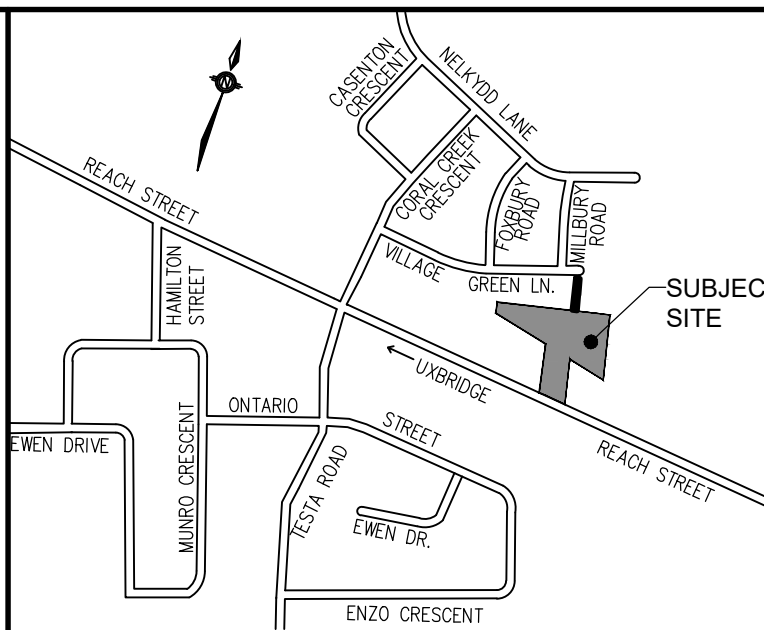 N
CASENTON
CRESCENT
NELKYDD LANE
REACH STREET
CORAL CREEK
CRESCENT
FOXBURY
ROAD
MILLBURY
ROAD
VILLAGE
GREEN LN.
HAMILTON
STREET
SUBJEC
SITE
UXBRIDGE
ONTARIO
STREET
REACH STREET
EWEN DRIVE
MUNRO CRESCENT
TESTA ROAD
EWEN DR.
ENZO CRESCENT